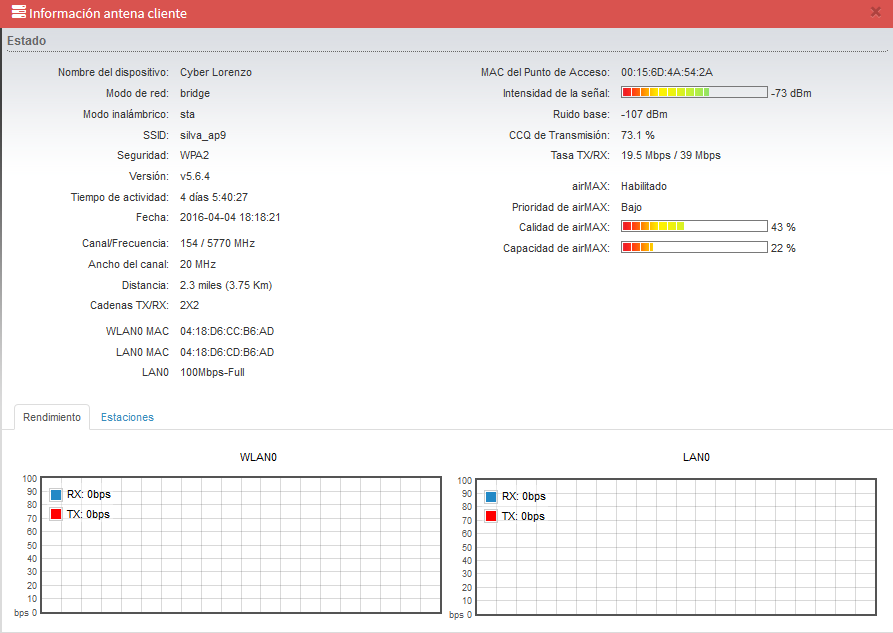 Información antena cliente
Estado
Nombre del dispositivo: Cyber Lorenzo
Modo de red: bridge
Modo inalámbrico: sta
SSID: silva_ap9
Seguridad: WPA2
Versión: v5.6.4
Tiempo de actividad: 4 días 5:40:27
Fecha: 2016-04-04 18:18:21
Canal/Frecuencia: 154 / 5770 MHz
Ancho del canal: 20 MHz
Distancia: 2.3 miles (3.75 Km)
Cadenas TX/RX: 2X2
WLAN0 MAC 04:18:D6:CC:B6:AD
LAN0 MAC 04:18:D6:CD:B6:AD
LAN0 100Mbps-Full
MAC del Punto de Acceso: 00:15:6D:4A:54:2A
Intensidad de la señal: -73 dBm
Ruido base: -107 dBm
CCQ de Transmisión: 73.1 %
Tasa TX/RX: 19.5 Mbps / 39 Mbps
airMAX: Habilitado
Prioridad de airMAX: Bajo
Calidad de airMAX: 43 %
Capacidad de airMAX: 22 %
Rendimiento Estaciones
WLAN0
100
90
80
70
60
50
40
30
20
10
bps 0
RX: 0bps
TX: 0bps
LAN0
100
90
80
70
60
50
40
30
20
10
bps 0
RX: 0bps
TX: 0bps